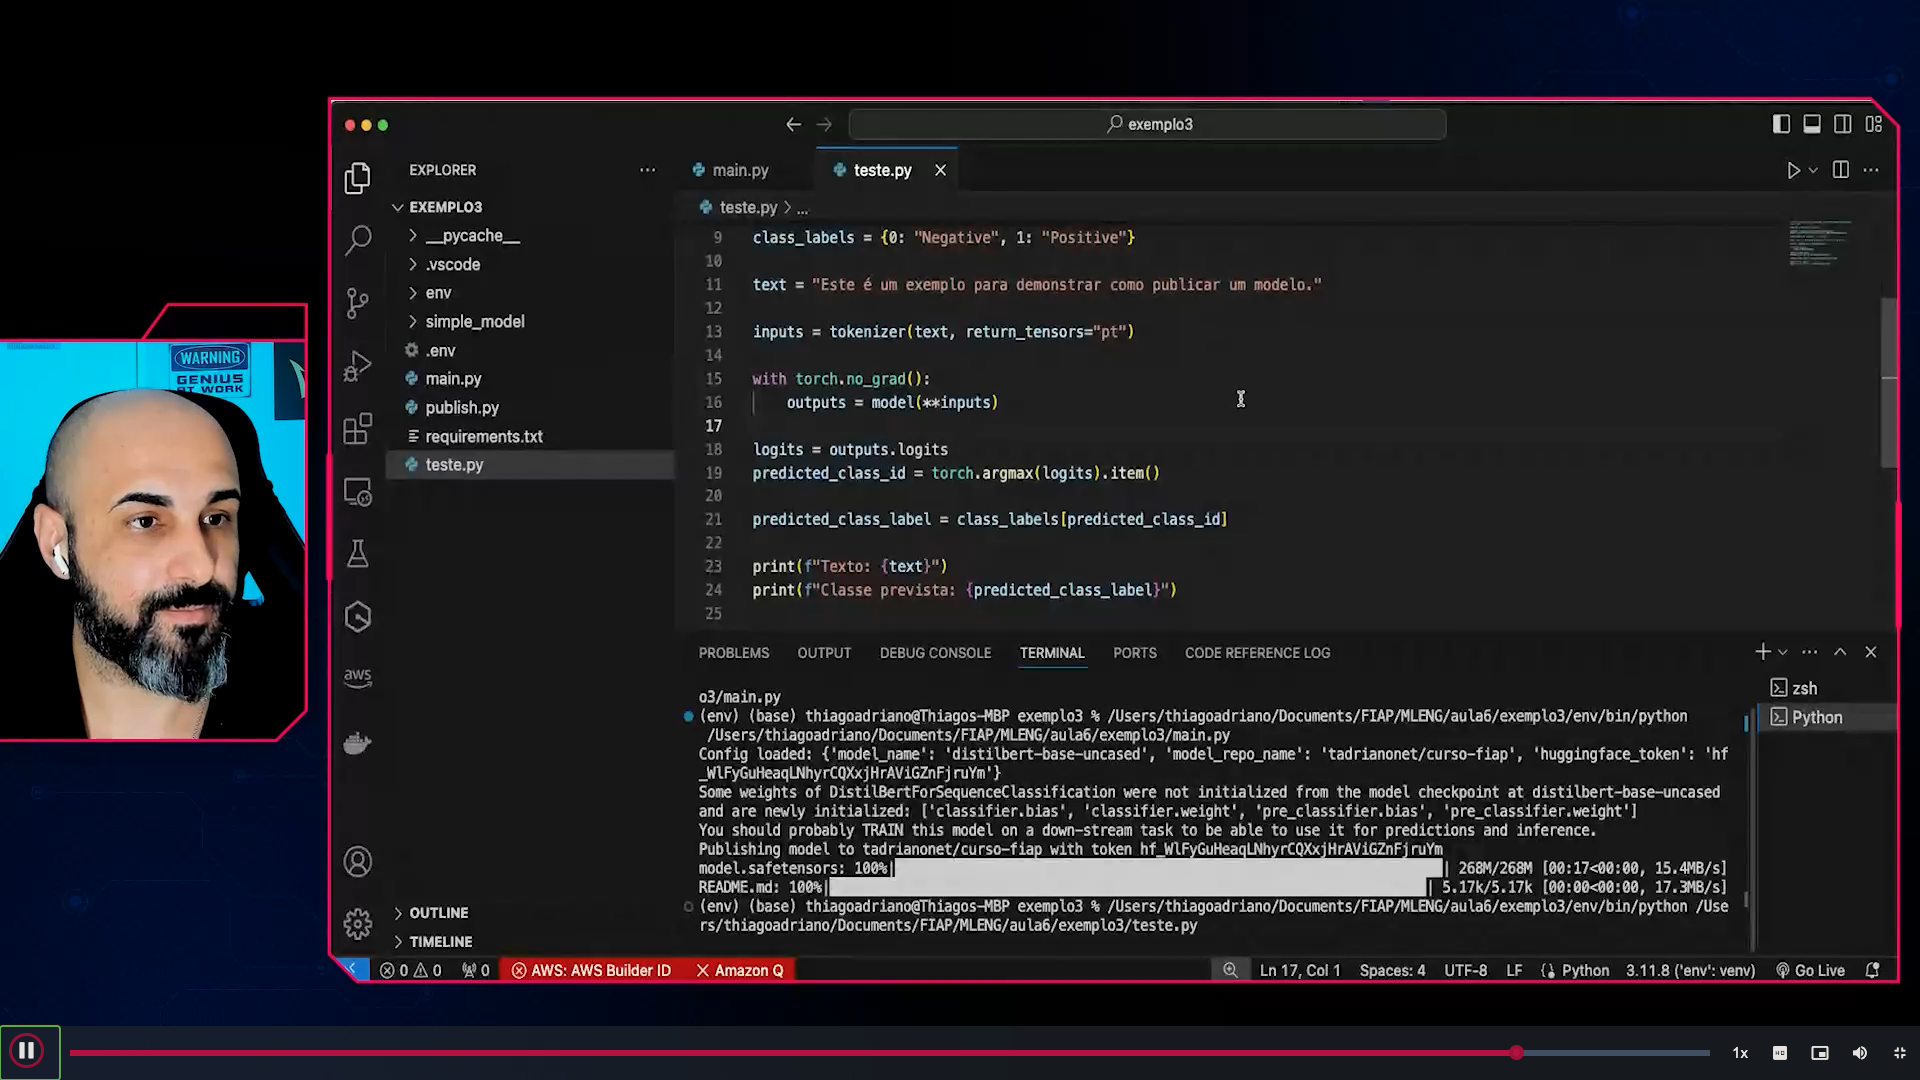 exemplo3
EXPLORER
main.py
teste.py
EXEMPLO3
__pycache__
.vscode
env
simple_model
.env
main.py
publish.py
requirements.txt
teste.py
OUTLINE
TIMELINE
aws
WARNING
GENIUS
AT WORK
teste.py > ...
9 class_labels = {0: "Negative", 1: "Positive"}
10
11 text = "Este é um exemplo para demonstrar como publicar um modelo."
12
13 inputs = tokenizer(text, return_tensors="pt")
14
15 with torch.no_grad():
16 outputs = model(**inputs)
17
18 logits = outputs.logits
19 predicted_class_id = torch.argmax(logits).item()
20
21 predicted_class_label = class_labels[predicted_class_id]
22
23 print(f"Texto: {text}")
24 print(f"Classe prevista: {predicted_class_label}")
25
PROBLEMS OUTPUT DEBUG CONSOLE TERMINAL PORTS CODE REFERENCE LOG
zsh
Python
o3/main.py
(env) (base) thiagoadriano@Thiagos-MBP exemplo3 % /Users/thiagoadriano/Documents/FIAP/MLENG/aula6/exemplo3/env/bin/python
/Users/thiagoadriano/Documents/FIAP/MLENG/aula6/exemplo3/main.py
Config loaded: {'model_name': 'distilbert-base-uncased', 'model_repo_name': 'tadrianonet/curso-fiap', 'huggingface_token': 'hf
_WlFyGuHeaqLNhyrCQXxjHrAViGZnFjruYm'}
Some weights of DistilBertForSequenceClassification were not initialized from the model checkpoint at distilbert-base-uncased
and are newly initialized: ['classifier.bias', 'classifier.weight', 'pre_classifier.bias', 'pre_classifier.weight']
You should probably TRAIN this model on a down-stream task to be able to use it for predictions and inference.
Publishing model to tadrianonet/curso-fiap with token 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
model.safetensors: 100%| | 268M/268M [00:17<00:00, 15.4MB/s]
README.md: 100%| | 5.17k/5.17k [00:00<00:00, 17.3MB/s]
(env) (base) thiagoadriano@Thiagos-MBP exemplo3 % /Users/thiagoadriano/Documents/FIAP/MLENG/aula6/exemplo3/env/bin/python /Use
rs/thiagoadriano/Documents/FIAP/MLENG/aula6/exemplo3/teste.py
0 0 0 AWS: AWS Builder ID Amazon Q Ln 17, Col 1 Spaces: 4 UTF-8 LF Python 3.11.8 ('env': venv) Go Live
1x